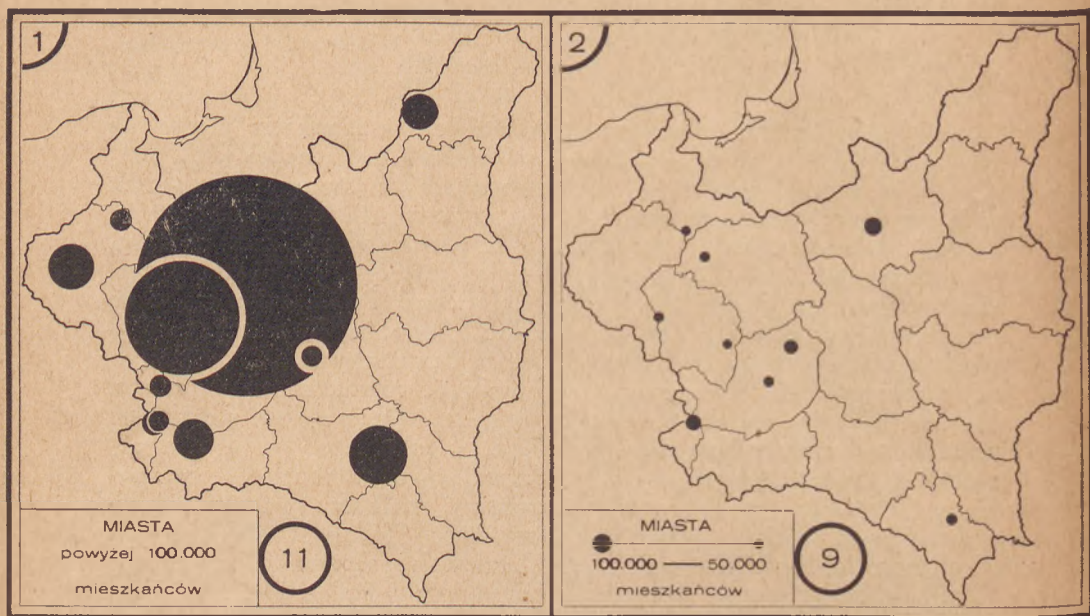 1
MIASTA
powyżej 100.000
mieszkańców
11
2
MIASTA
100.000 — 50.000
mieszkańców
9